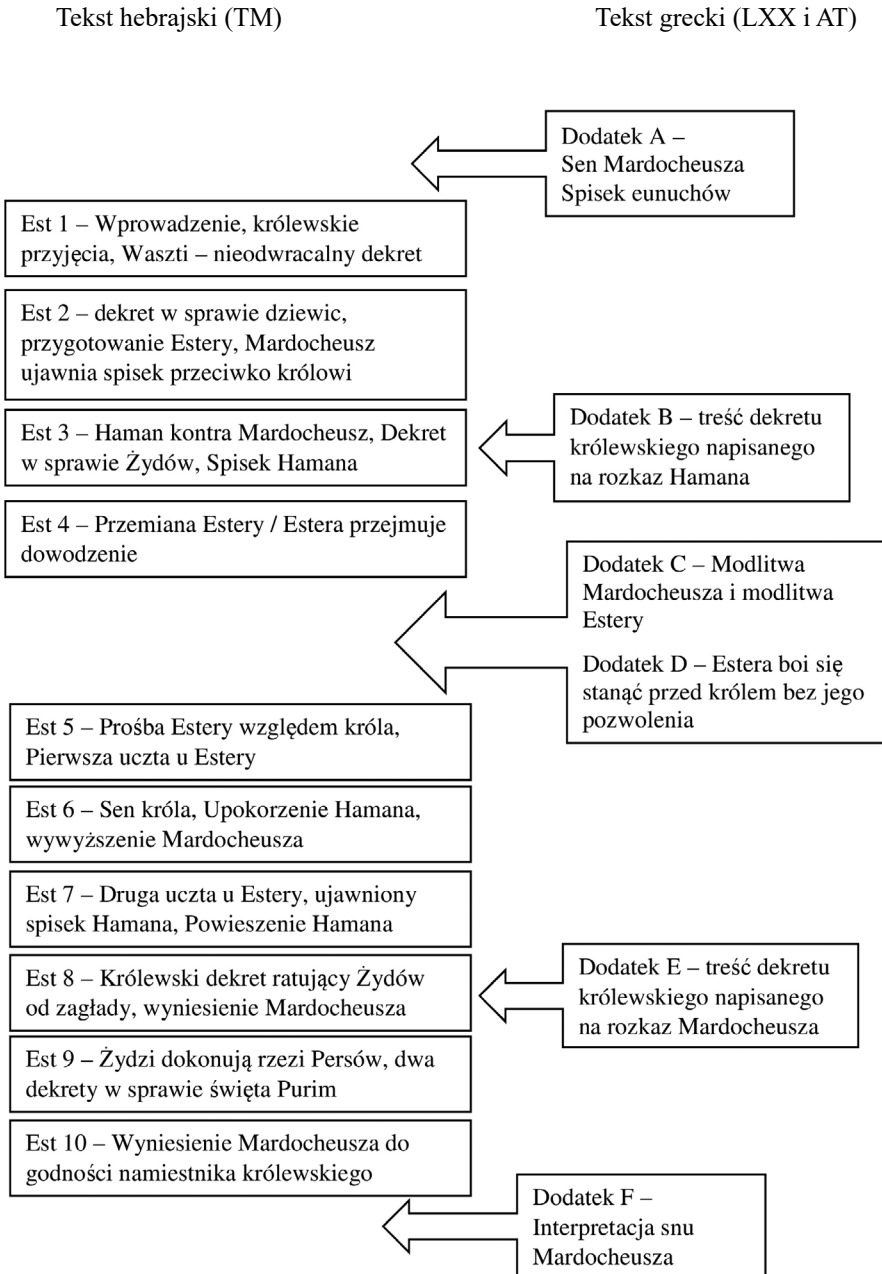 Tekst hebrajski (TM)
Tekst grecki (LXX i AT)
Dodatek A –
Sen Mardocheusza
Spisek eunuchów
Est 1 – Wprowadzenie, królewskie
przyjęcia, Waszti – nieodwracalny dekret
Est 2 – dekret w sprawie dziewic,
przygotowanie Estery, Mardocheusz
ujawnia spisek przeciwko królowi
Est 3 – Haman kontra Mardocheusz, Dekret
w sprawie Żydów, Spisek Hamana
Dodatek B – treść dekretu
królewskiego napisanego
na rozkaz Hamana
Est 4 – Przemiana Estery / Estera przejmuje
dowodzenie
Dodatek C – Modlitwa
Mardocheusza i modlitwa
Estery
Dodatek D – Estera boi się
stanąć przed królem bez jego
pozwolenia
Est 5 – Prośba Estery względem króla,
Pierwsza uczta u Estery
Est 6 – Sen króla, Upokorzenie Hamana,
wywyższenie Mardocheusza
Est 7 – Druga uczta u Estery, ujawniony
spisek Hamana, Powieszenie Hamana
Est 8 – Królewski dekret ratujący Żydów
od zagłady, wyniesienie Mardocheusza
Dodatek E – treść dekretu
królewskiego napisanego
na rozkaz Mardocheusza
Est 9 – Żydzi dokonują rzezi Persów, dwa
dekrety w sprawie święta Purim
Est 10 – Wyniesienie Mardocheusza do
godności namiestnika królewskiego
Dodatek F –
Interpretacja snu
Mardocheusza